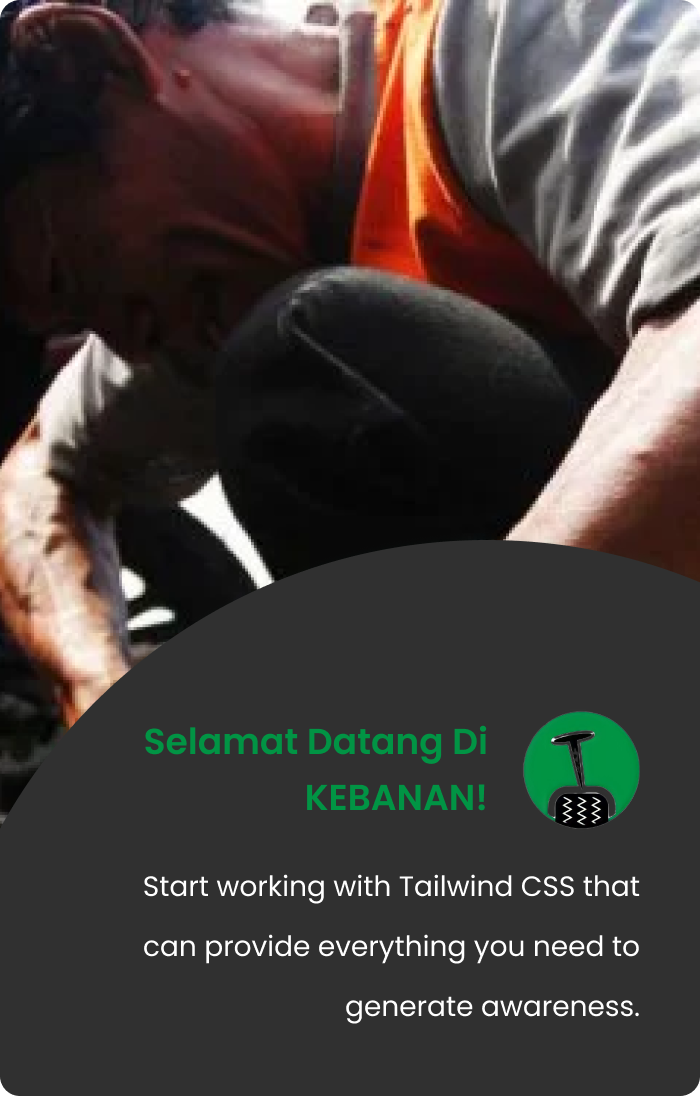 Selamat Datang Di
KEBANAN!
Start working with Tailwind CSS that
can provide everything you need to
generate awareness.